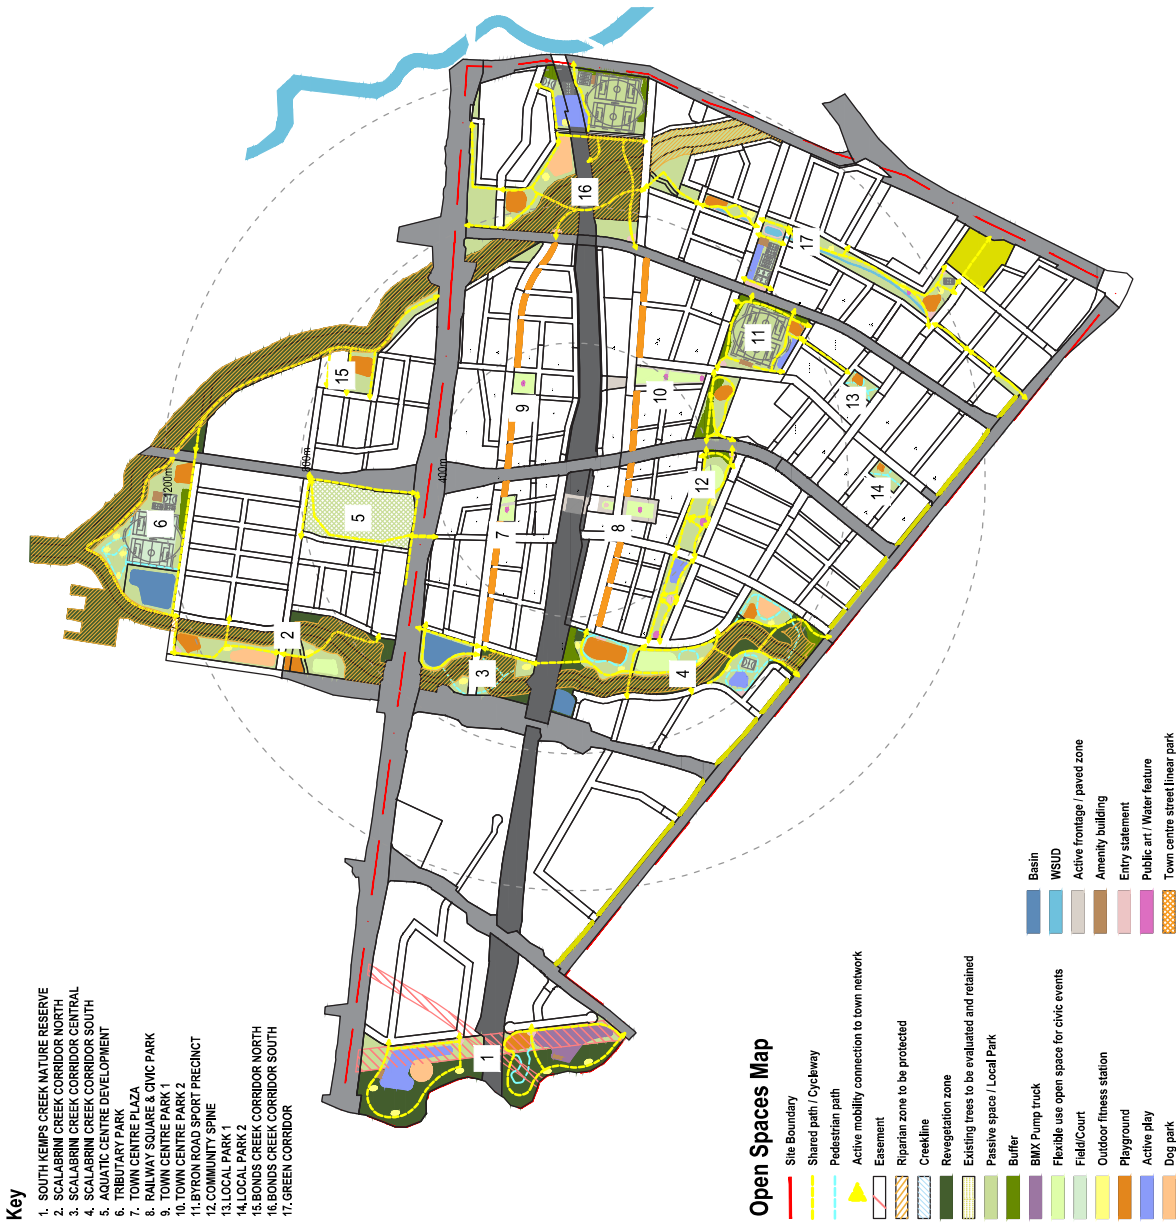 Key
1. SOUTH KEMPS CREEK NATURE RESERVE
2. SCALABRINI CREEK CORRIDOR NORTH
3. SCALABRINI CREEK CORRIDOR CENTRAL
4. SCALABRINI CREEK CORRIDOR SOUTH
5. AQUATIC CENTRE DEVELOPMENT
6. TRIBUTARY PARK
7. TOWN CENTRE PLAZA
8. RAILWAY SQUARE & CIVIC PARK
9. TOWN CENTRE PARK 1
10. TOWN CENTRE PARK 2
11. BYRON ROAD SPORT PRECINCT
12. COMMUNITY SPINE
13. LOCAL PARK 1
14. LOCAL PARK 2
15. BONDS CREEK CORRIDOR NORTH
16. BONDS CREEK CORRIDOR SOUTH
17. GREEN CORRIDOR
1
2
3
4
5
6
7
8
9
10
11
12
13
14
15
16
17
400m
800m
Open Spaces Map
Site Boundary
Shared path / Cycleway
Pedestrian path
Active mobility connection to town network
Easement
Riparian zone to be protected
Creekline
Revegetation zone
Existing trees to be evaluated and retained
Passive space / Local Park
Buffer
BMX Pump truck
Flexible use open space for civic events
Field/Court
Outdoor fitness station
Playground
Active play
Dog park
Basin
WSUD
Active frontage / paved zone
Amenity building
Entry statement
Public art / Water feature
Town centre street linear park